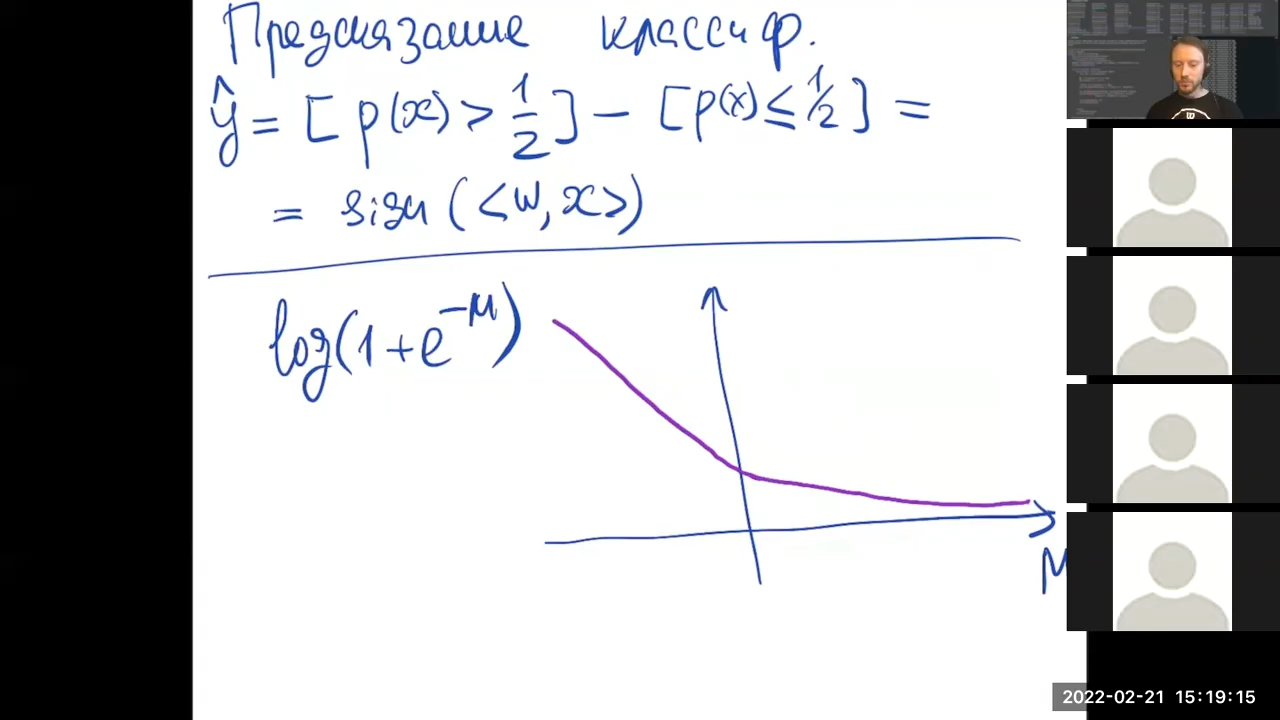 Предсказание классиф.
ŷ = [p(x) > 1/2] − [p(x) ≤ 1/2] =
= sign(<w, x>)
log(1+e^{-M})
M
2022-02-21 15:19:15